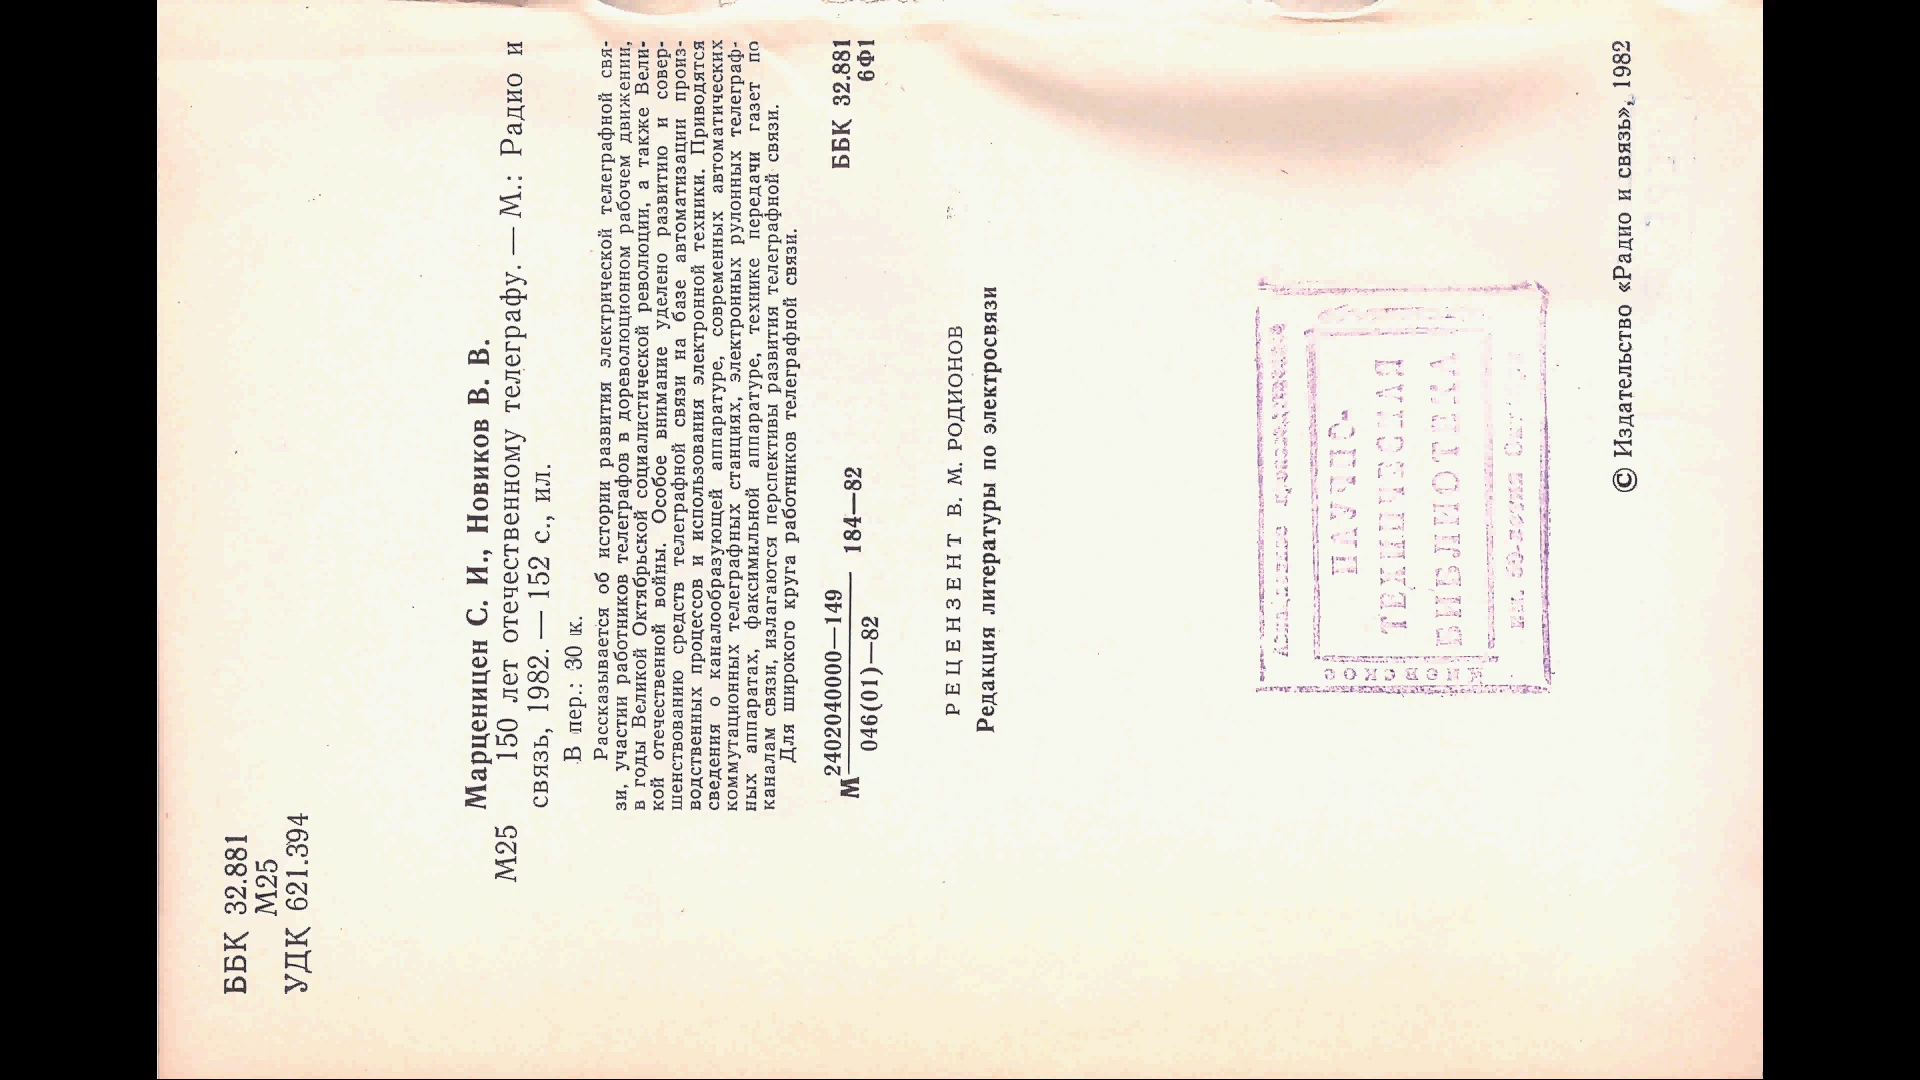 ББК 32.881
М25
УДК 621.394
Марценицен С. И., Новиков В. В.
М25 150 лет отечественному телеграфу. — М.: Радио и
связь, 1982. — 152 с., ил.
В пер.: 30 к.
Рассказывается об истории развития электрической телеграфной свя-
зи, участии работников телеграфов в дореволюционном рабочем движении,
в годы Великой Октябрьской социалистической революции, а также Вели-
кой отечественной войны. Особое внимание уделено развитию и совер-
шенствованию средств телеграфной связи на базе автоматизации произ-
водственных процессов и использования электронной техники. Приводятся
сведения о каналообразующей аппаратуре, современных автоматических
коммутационных телеграфных станциях, электронных рулонных телеграф-
ных аппаратах, факсимильной аппаратуре, технике передачи газет по
каналам связи, излагаются перспективы развития телеграфной связи.
Для широкого круга работников телеграфной связи.
М 2402040000—149 184—82
046(01)—82
ББК 32.881
6Ф1
РЕЦЕНЗЕНТ В. М. РОДИОНОВ
Редакция литературы по электросвязи
НАУЧНО-
ТЕХНИЧЕСКАЯ
БИБЛИОТЕКА
© Издательство «Радио и связь», 1982